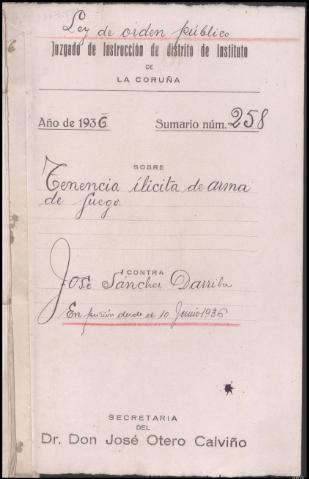 Ley de orden público
Juzgado de Instrucción de distrito de Instituto
DE
LA CORUÑA
Año de 1936 Sumario núm. 258
SOBRE
Tenencia ilicita de arma
de fuego
CONTRA
José Sánchez Darriba
En prisión desde el 10 Junio 1936
SECRETARIA
DEL
Dr. Don José Otero Calviño